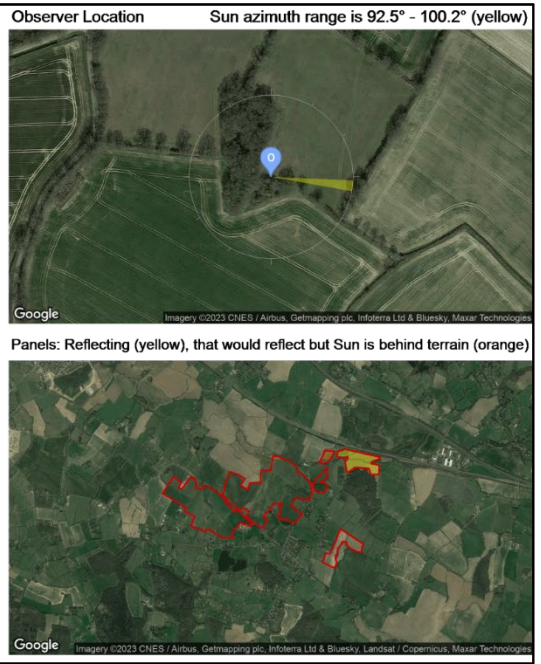 Observer Location
Sun azimuth range is 92.5° - 100.2° (yellow)
O
Google
Imagery ©2023 CNES / Airbus, Getmapping plc, Infoterra Ltd & Bluesky, Maxar Technologies
Panels: Reflecting (yellow), that would reflect but Sun is behind terrain (orange)
Google
Imagery ©2023 CNES / Airbus, Getmapping plc, Infoterra Ltd & Bluesky, Landsat / Copernicus, Maxar Technologies